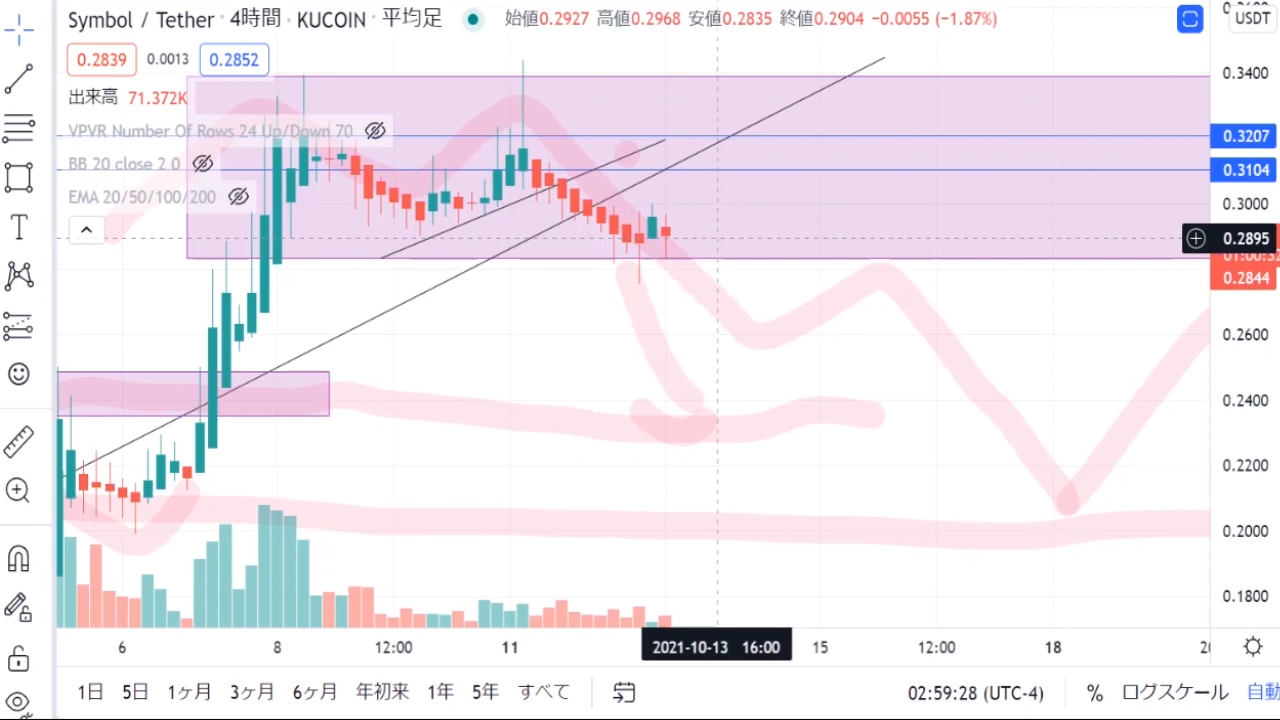 Symbol / Tether · 4時間 · KUCOIN · 平均足 始値0.2927 高値0.2968 安値0.2835 終値0.2904 −0.0055 (−1.87%)
USDT
0.2839 0.0013 0.2852
0.3400
出来高 71.372K
VPVR Number Of Rows 24 Up/Down 70
0.3207
BB 20 close 2.0
0.3104
EMA 20/50/100/200
0.3000
0.2895
0.2844
0.2600
0.2400
0.2200
0.2000
0.1800
6 8 12:00 11 2021-10-13 16:00 15 12:00 18
1日 5日 1ヶ月 3ヶ月 6ヶ月 年初来 1年 5年 すべて 02:59:28 (UTC-4) % ログスケール 自動